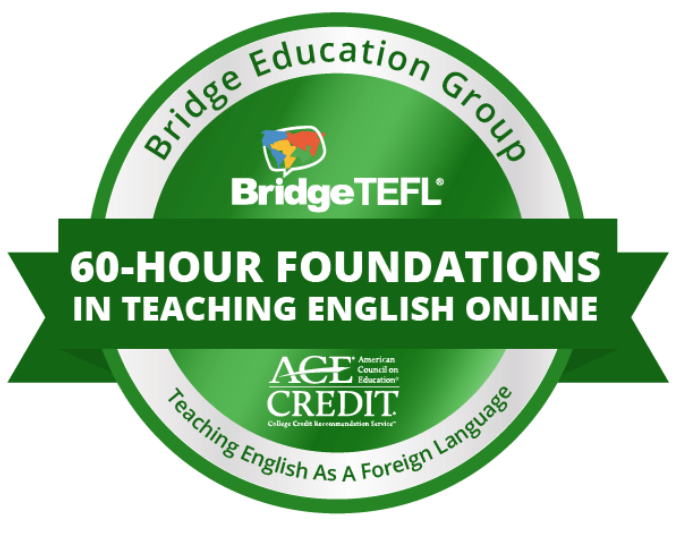 Bridge Education Group
BridgeTEFL®
60-HOUR FOUNDATIONS
IN TEACHING ENGLISH ONLINE
ACE®
American
Council on
Education®
CREDIT®
College Credit Recommendation Service™
Teaching English As A Foreign Language